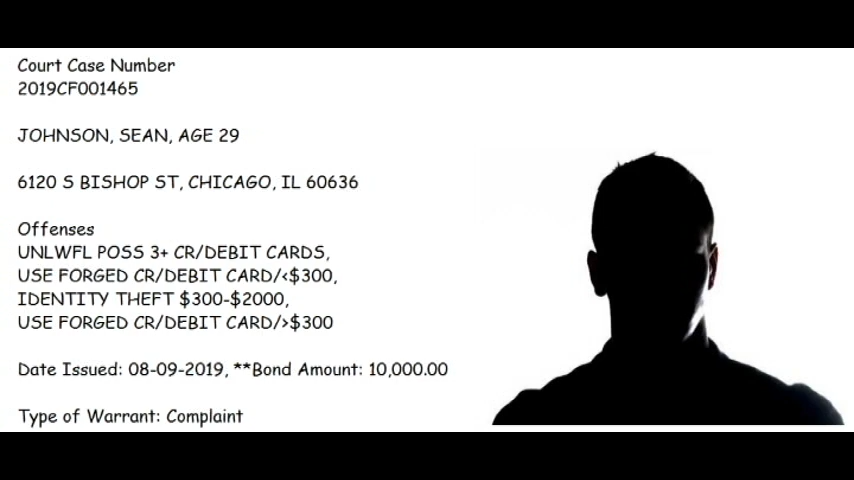 Court Case Number
2019CF001465
JOHNSON, SEAN, AGE 29
6120 S BISHOP ST, CHICAGO, IL 60636
Offenses
UNLWFL POSS 3+ CR/DEBIT CARDS,
USE FORGED CR/DEBIT CARD/<$300,
IDENTITY THEFT $300-$2000,
USE FORGED CR/DEBIT CARD/>$300
Date Issued: 08-09-2019, **Bond Amount: 10,000.00
Type of Warrant: Complaint